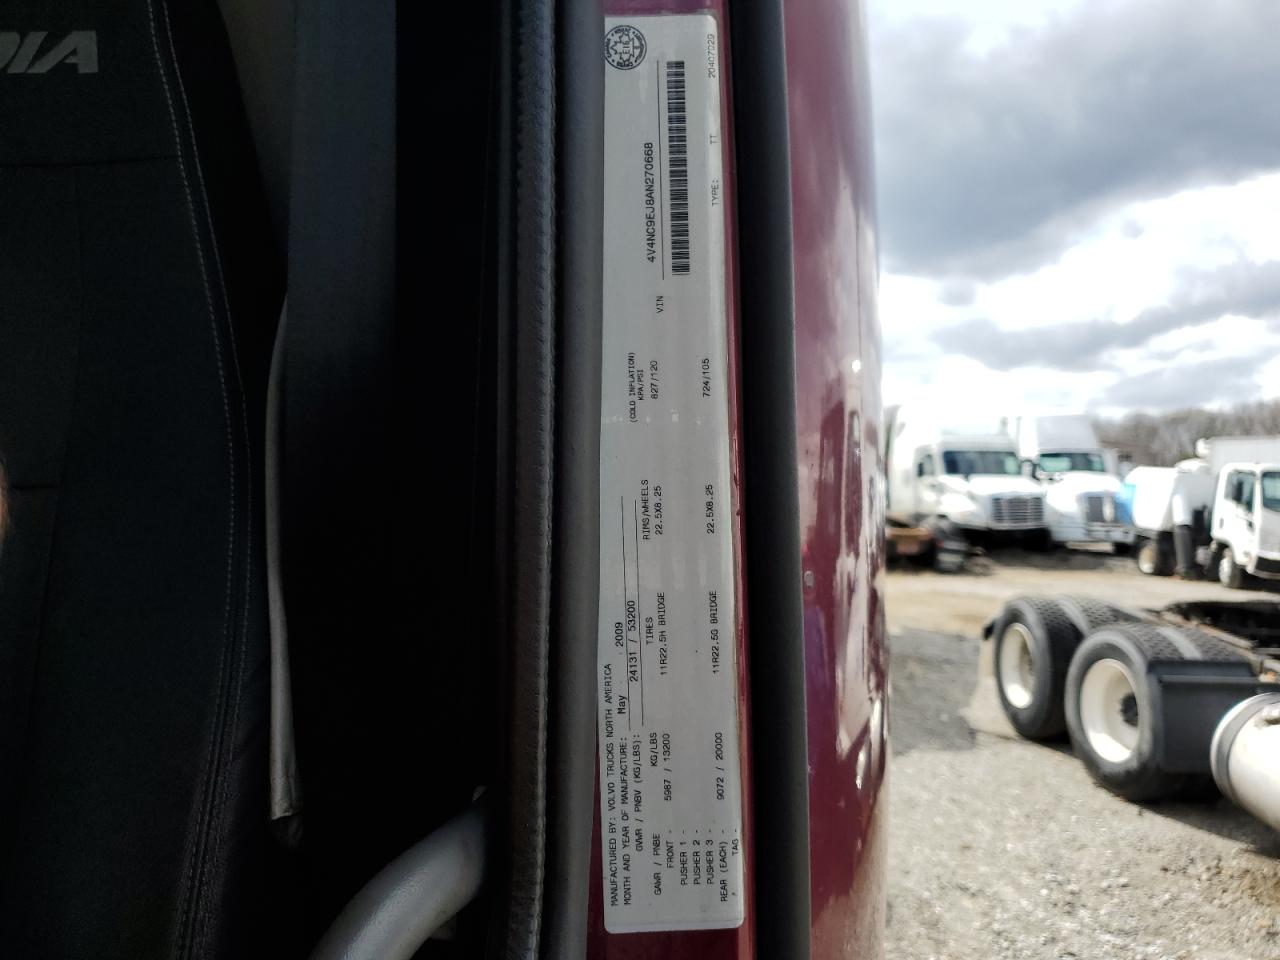 MANUFACTURED BY: VOLVO TRUCKS NORTH AMERICA
MONTH AND YEAR OF MANUFACTURE: May 2009
GVWR / PNBV (KG/LBS): 24131 / 53200
GAWR / PNBE KG/LBS TIRES RIMS/WHEELS (COLD INFLATION) KPA/PSI
FRONT - 5987 / 13200 11R22.5H BRIDGE 22.5X8.25 827/120
VIN 4V4NC9EJ8AN270668
PUSHER 1 -
PUSHER 2 -
PUSHER 3 -
REAR (EACH) - 9072 / 20000 11R22.5G BRIDGE 22.5X8.25 724/105
TAG -
TYPE: TT 20407029
DIA